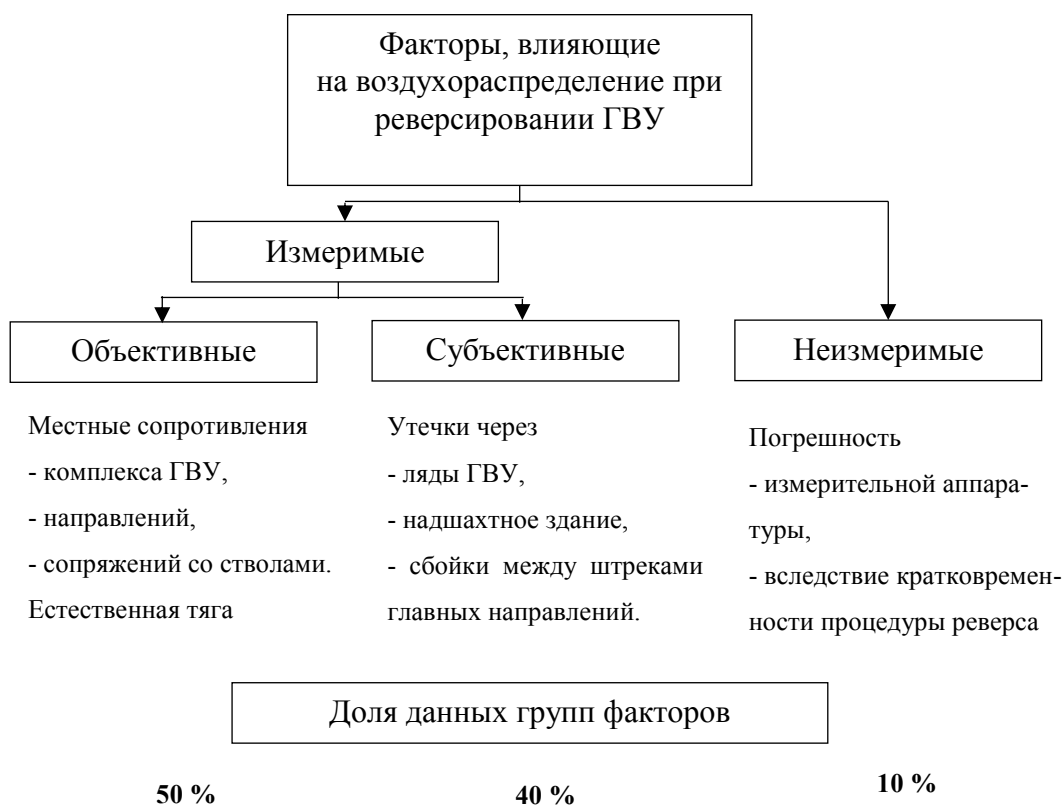 Факторы, влияющие
на воздухораспределение при
реверсировании ГВУ
Измеримые
Объективные
Субъективные
Неизмеримые
Местные сопротивления
- комплекса ГВУ,
- направлений,
- сопряжений со стволами.
Естественная тяга
Утечки через
- ляды ГВУ,
- надшахтное здание,
- сбойки между штреками
главных направлений.
Погрешность
- измерительной аппара-
туры,
- вследствие кратковремен-
ности процедуры реверса
Доля данных групп факторов
50 %
40 %
10 %